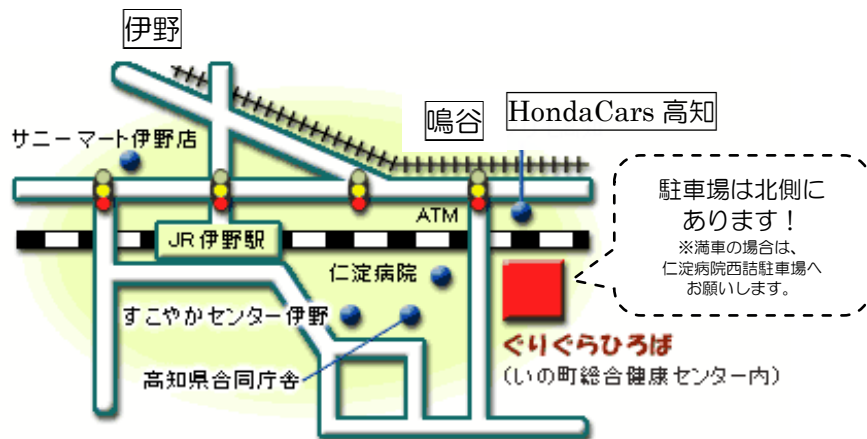 伊野
鳴谷
HondaCars 高知
サニーマート伊野店
駐車場は北側に
あります！
※満車の場合は、
仁淀病院西詰駐車場へ
お願いします。
ATM
JR伊野駅
仁淀病院
すこやかセンター伊野
高知県合同庁舎
ぐりぐらひろば
(いの町総合健康センター内)